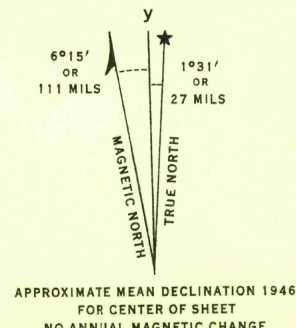 y
6°15′
OR
111 MILS
1°31′
OR
27 MILS
MAGNETIC NORTH
TRUE NORTH
APPROXIMATE MEAN DECLINATION 1946
FOR CENTER OF SHEET
NO ANNUAL MAGNETIC CHANGE